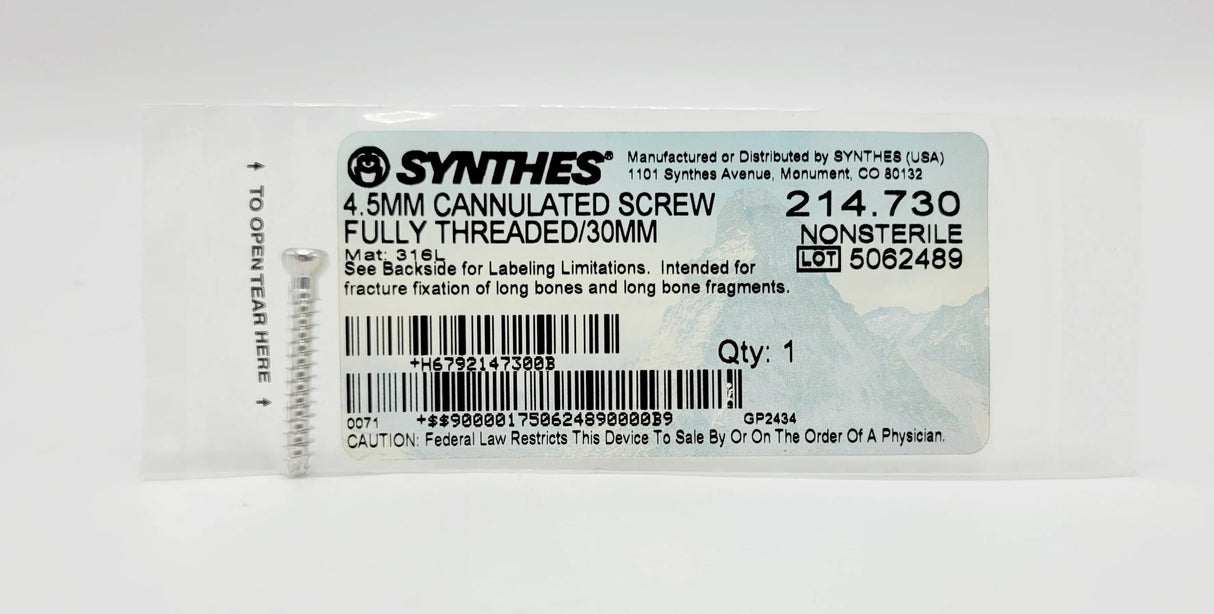 TO OPEN TEAR HERE
SYNTHES®
Manufactured or Distributed by SYNTHES (USA)
1101 Synthes Avenue, Monument, CO 80132
4.5MM CANNULATED SCREW
FULLY THREADED/30MM
214.730
NONSTERILE
LOT 5062489
Mat: 316L
See Backside for Labeling Limitations. Intended for
fracture fixation of long bones and long bone fragments.
+H6792147300B
Qty: 1
0071 +$$900001750624890000B9 GP2434
CAUTION: Federal Law Restricts This Device To Sale By Or On The Order Of A Physician.